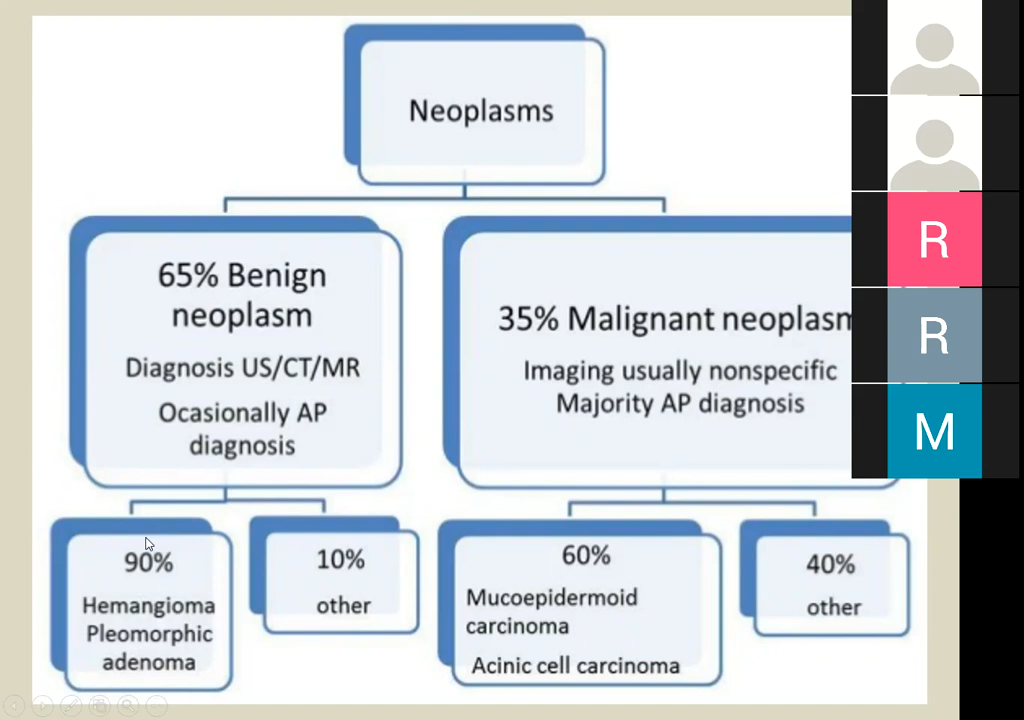 Neoplasms
65% Benign
neoplasm
Diagnosis US/CT/MR
Ocasionally AP
diagnosis
35% Malignant neoplasm
Imaging usually nonspecific
Majority AP diagnosis
90%
Hemangioma
Pleomorphic
adenoma
10%
other
60%
Mucoepidermoid
carcinoma
Acinic cell carcinoma
40%
other
R
R
M